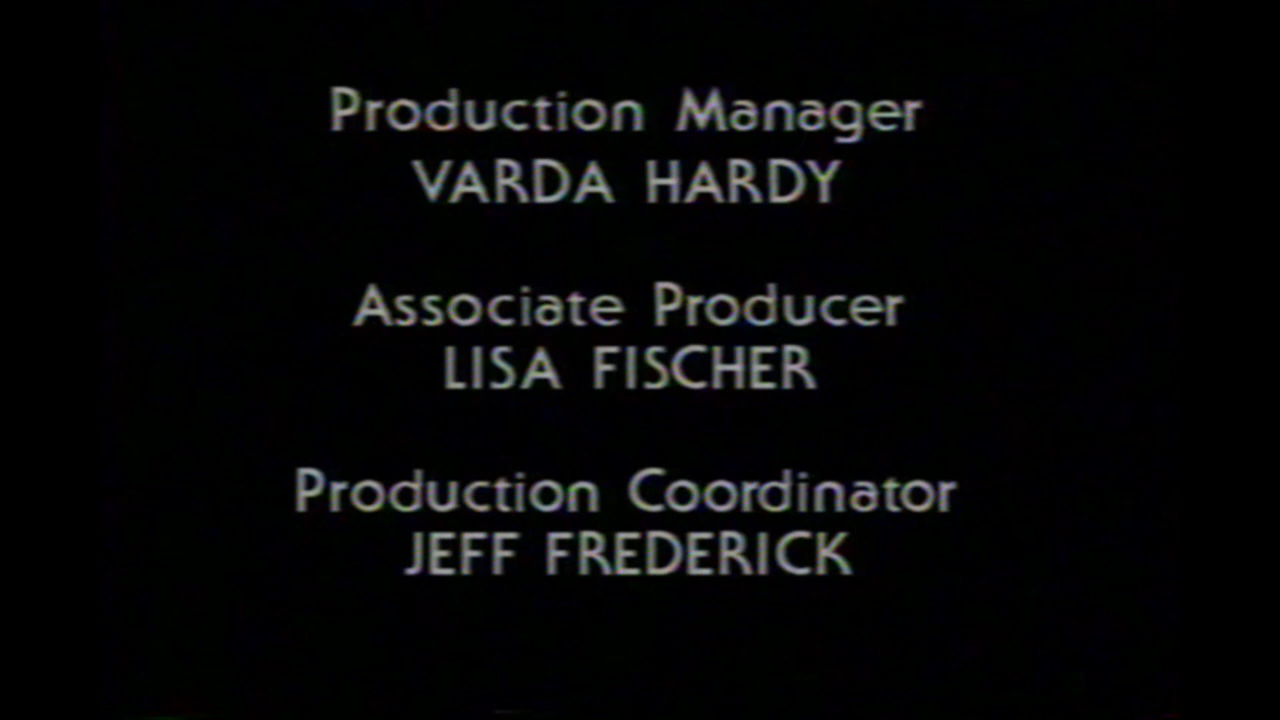 Production Manager
VARDA HARDY
Associate Producer
LISA FISCHER
Production Coordinator
JEFF FREDERICK